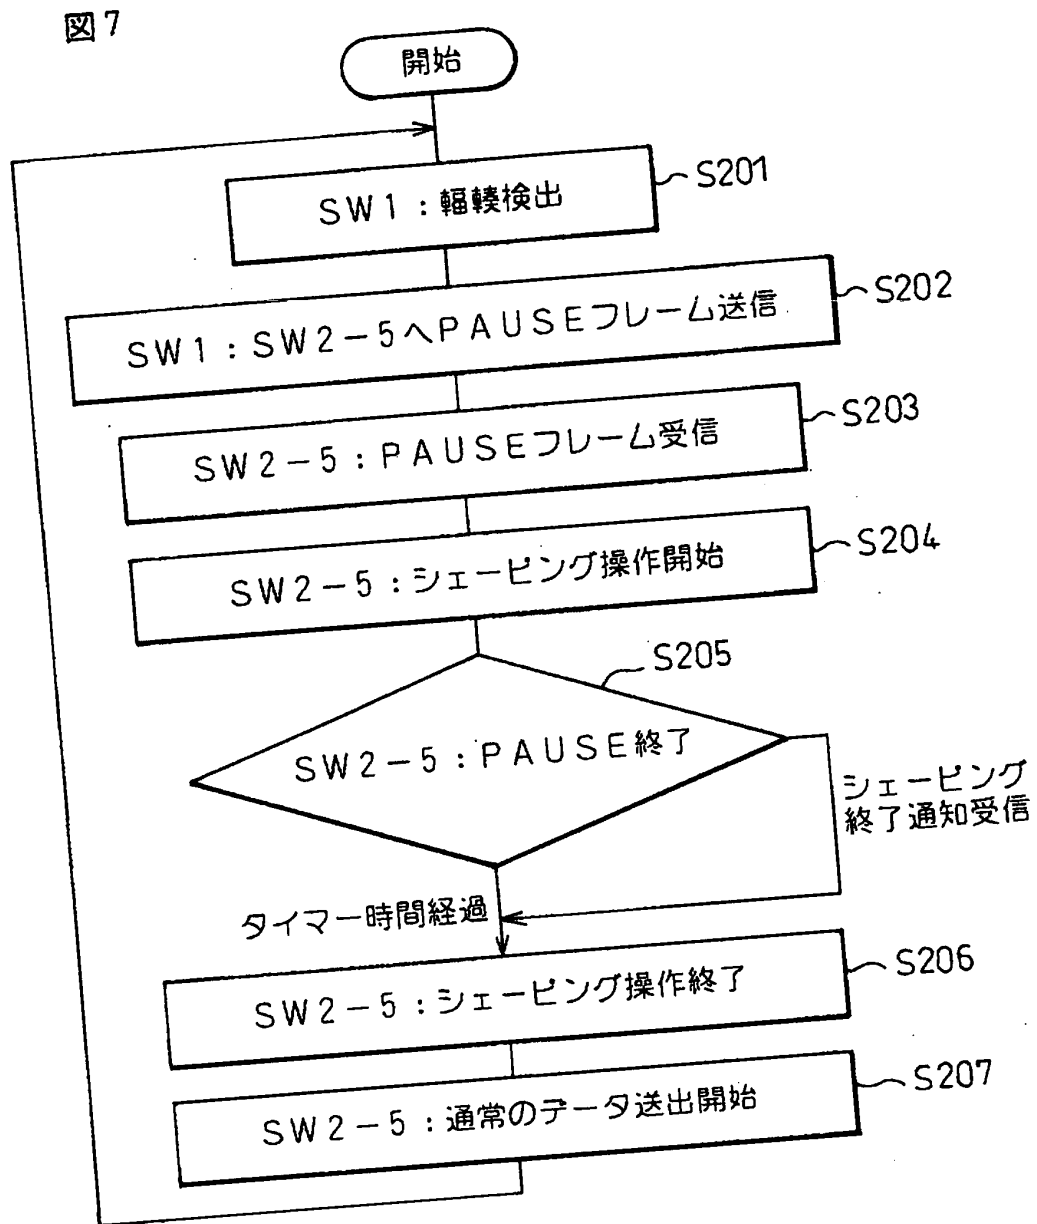 図7
開始
SW1：輻輳検出
S201
SW1：SW2－5へPAUSEフレーム送信
S202
SW2－5：PAUSEフレーム受信
S203
SW2－5：シェーピング操作開始
S204
S205
SW2－5：PAUSE終了
シェーピング
終了通知受信
タイマー時間経過
SW2－5：シェーピング操作終了
S206
SW2－5：通常のデータ送出開始
S207